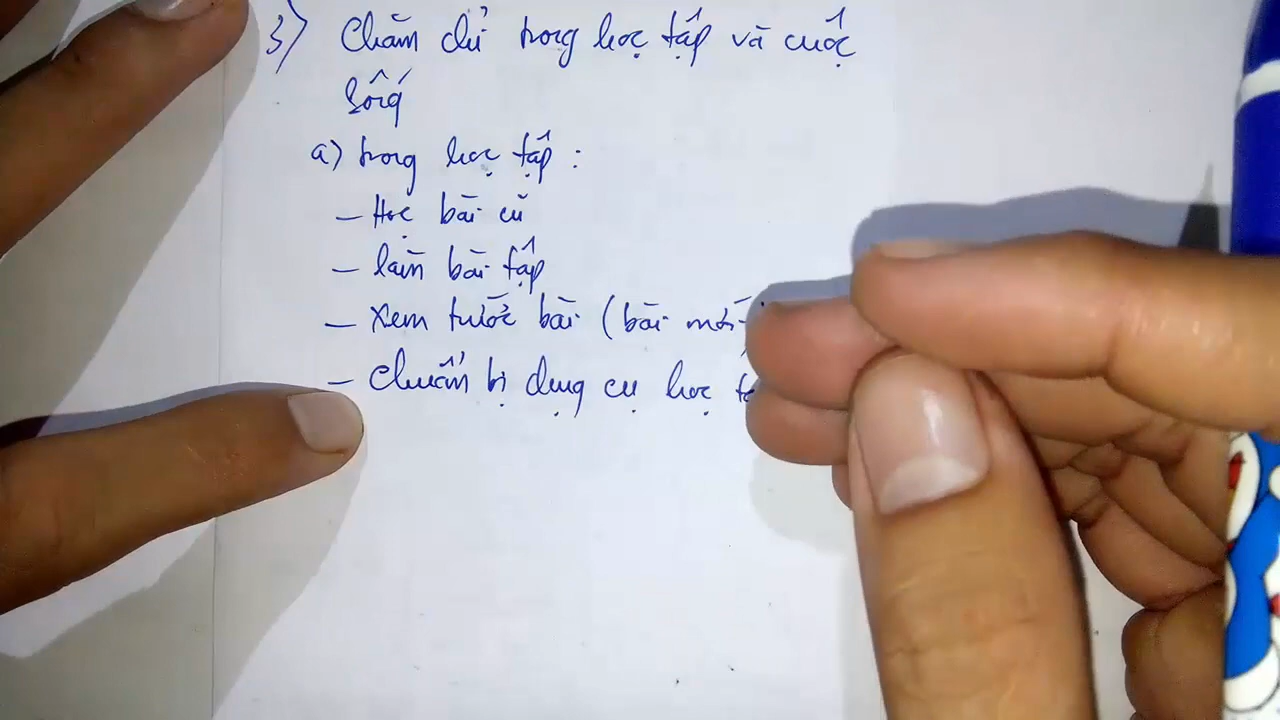 3) Chăm chỉ trong học tập và cuộc
sống
a) trong học tập :
- Học bài cũ
- làm bài tập
- Xem trước bài (bài mới
- Chuẩn bị dụng cụ học